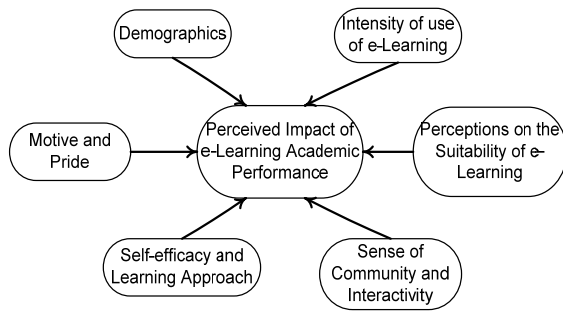 Demographics
Intensity of use
of e-Learning
Motive and
Pride
Perceived Impact of
e-Learning Academic
Performance
Perceptions on the
Suitability of e-
Learning
Self-efficacy and
Learning Approach
Sense of
Community and
Interactivity